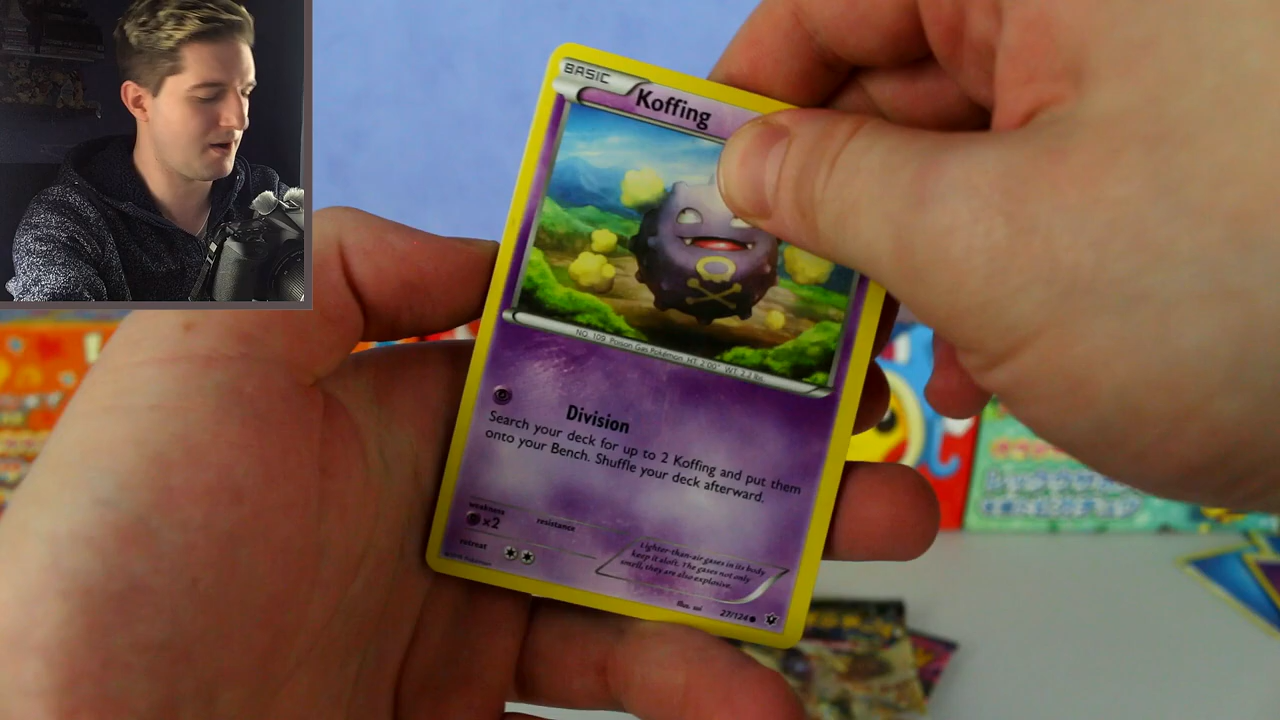 BASIC
Koffing
NO. 109 Poison Gas Pokémon HT: 2'00" WT: 2.2 lbs.
Division
Search your deck for up to 2 Koffing and put them
onto your Bench. Shuffle your deck afterward.
weakness
×2
resistance
retreat
Lighter-than-air gases in its body
keep it aloft. The gases not only
smell, they are also explosive.
Illus.
27/124